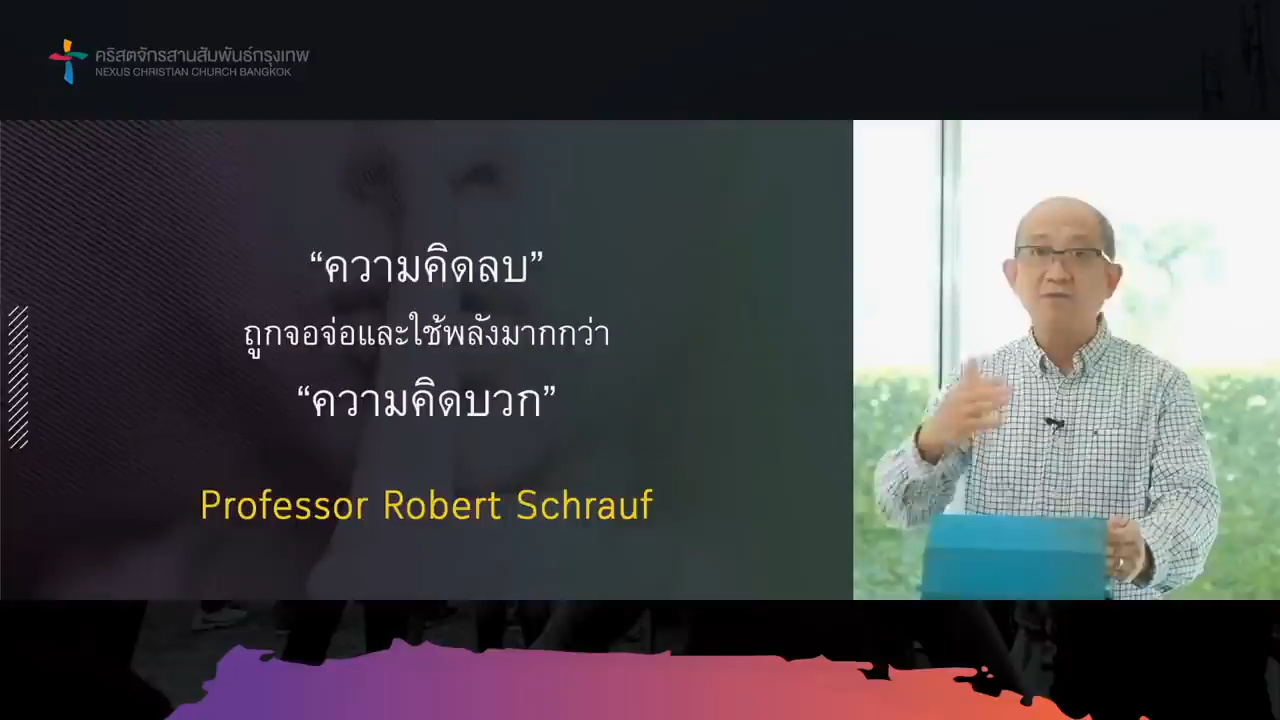 คริสตจักรสานสัมพันธ์กรุงเทพ
NEXUS CHRISTIAN CHURCH BANGKOK
“ความคิดลบ”
ถูกจอจ่อและใช้พลังมากกว่า
“ความคิดบวก”
Professor Robert Schrauf